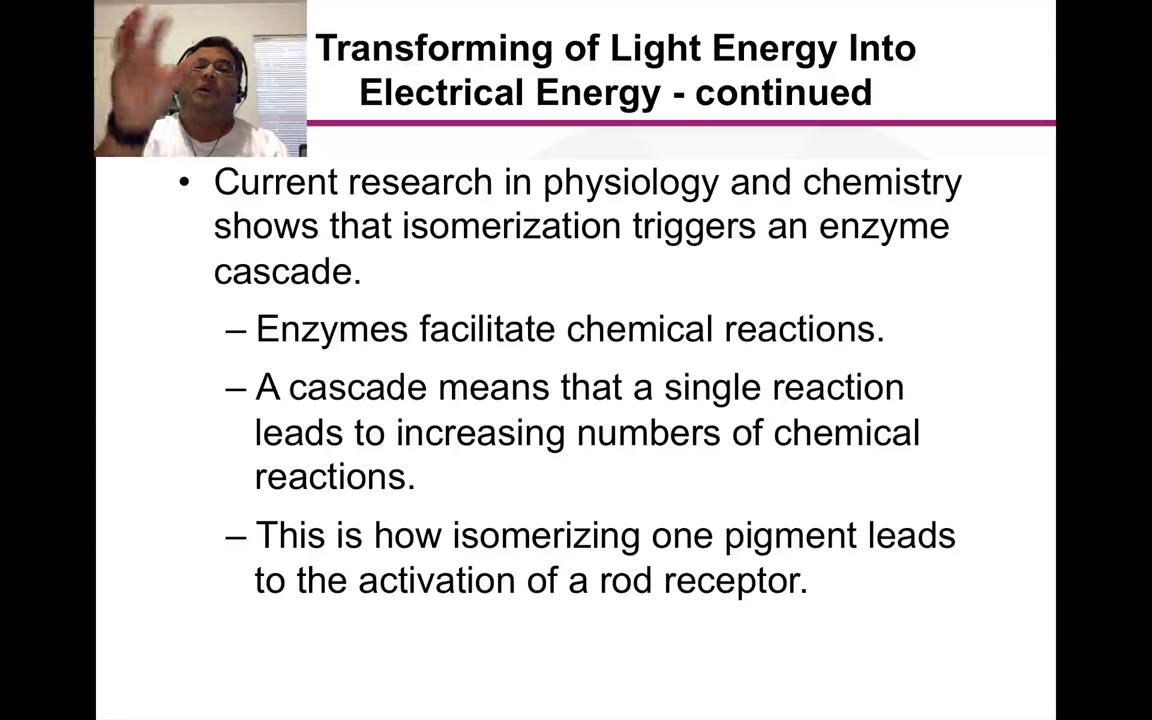 Transforming of Light Energy Into
Electrical Energy - continued
• Current research in physiology and chemistry
shows that isomerization triggers an enzyme
cascade.
– Enzymes facilitate chemical reactions.
– A cascade means that a single reaction
leads to increasing numbers of chemical
reactions.
– This is how isomerizing one pigment leads
to the activation of a rod receptor.